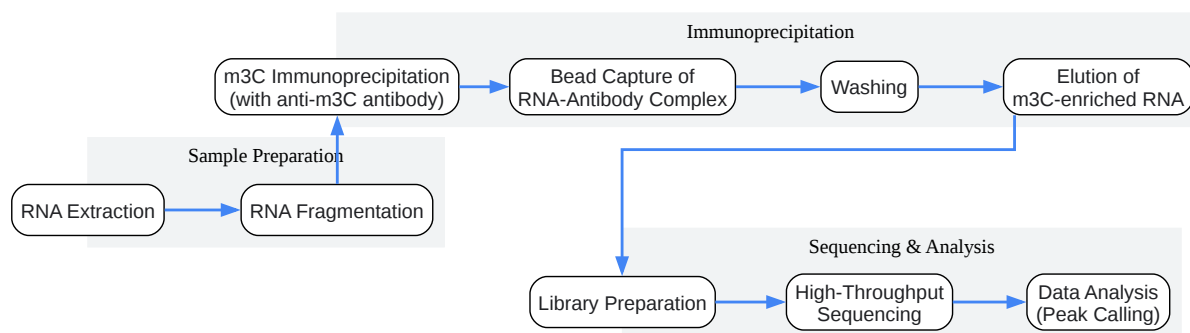 Immunoprecipitation
m3C Immunoprecipitation
(with anti-m3C antibody)
Bead Capture of
RNA-Antibody Complex
Washing
Elution of
m3C-enriched RNA
Sample Preparation
RNA Extraction
RNA Fragmentation
Sequencing & Analysis
Library Preparation
High-Throughput
Sequencing
Data Analysis
(Peak Calling)